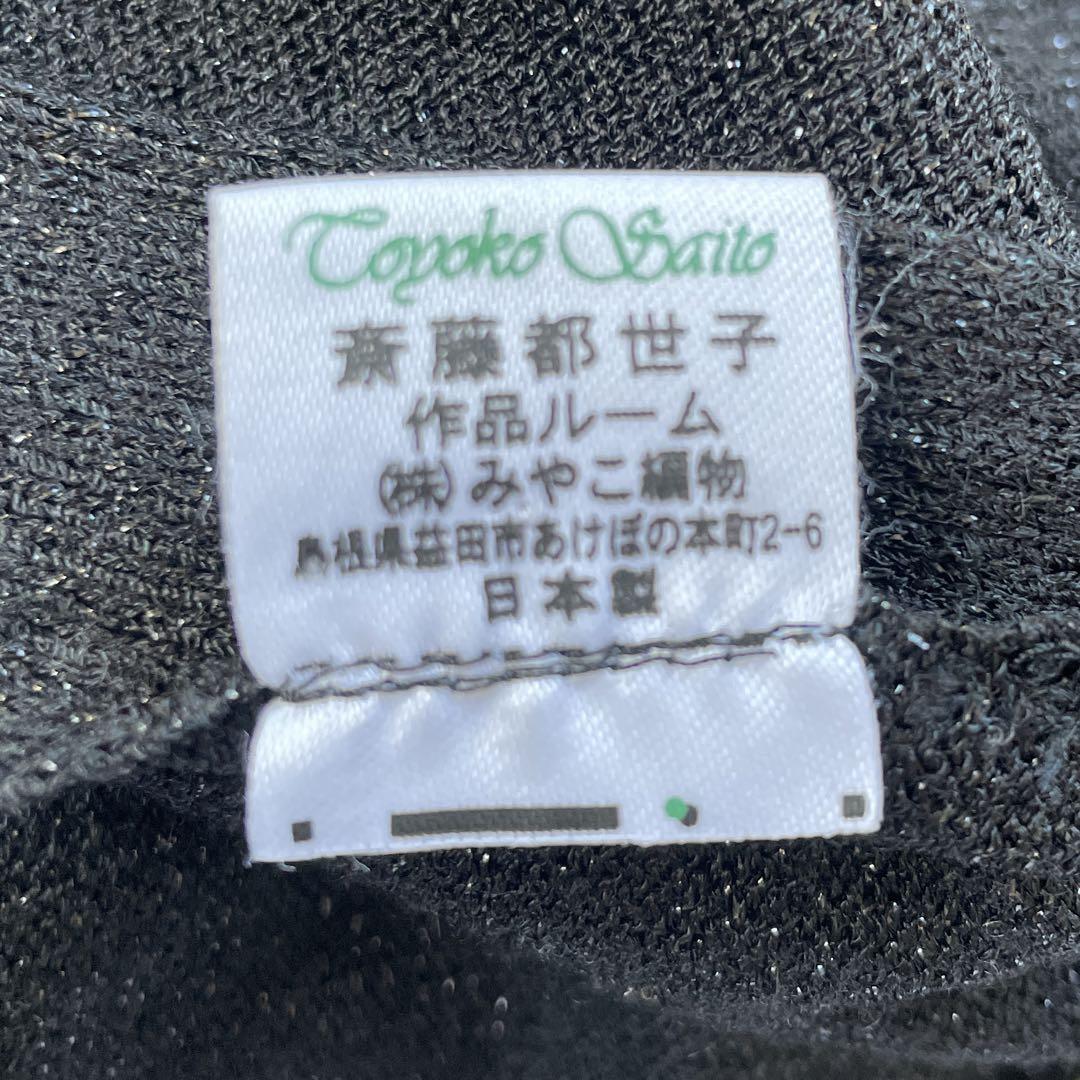 Toyoko Saito
斎藤都世子
作品ルーム
(株)みやこ編物
島根県益田市あけぼの本町2-6
日本製